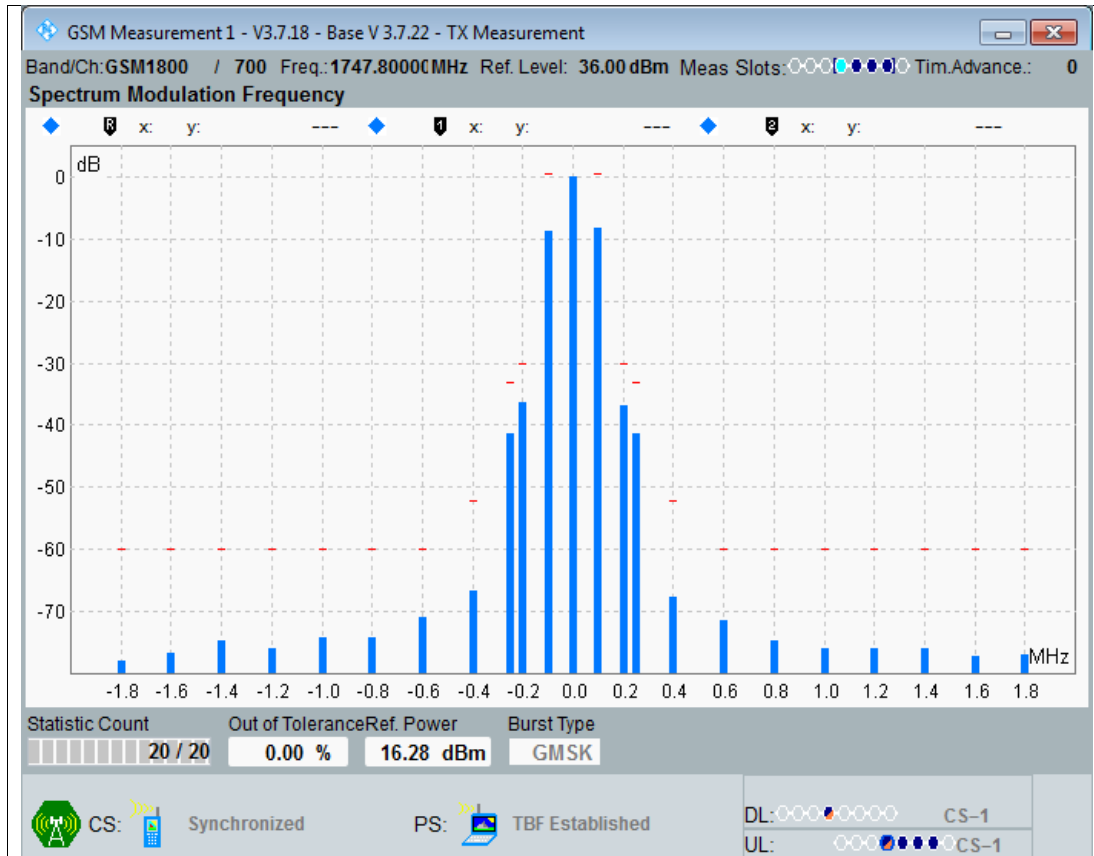 GSM Measurement 1 - V3.7.18 - Base V 3.7.22 - TX Measurement
Band/Ch:GSM1800 / 700 Freq.:1747.80000MHz Ref. Level: 36.00 dBm Meas Slots: Tim.Advance.: 0
Spectrum Modulation Frequency
R x: y: --- 1 x: y: --- 2 x: y: ---
dB
0
-10
-20
-30
-40
-50
-60
-70
MHz
-1.8 -1.6 -1.4 -1.2 -1.0 -0.8 -0.6 -0.4 -0.2 0.0 0.2 0.4 0.6 0.8 1.0 1.2 1.4 1.6 1.8
Statistic Count Out of Tolerance Ref. Power Burst Type
20 / 20 0.00 % 16.28 dBm GMSK
CS: Synchronized PS: TBF Established
DL: CS-1
UL: CS-1